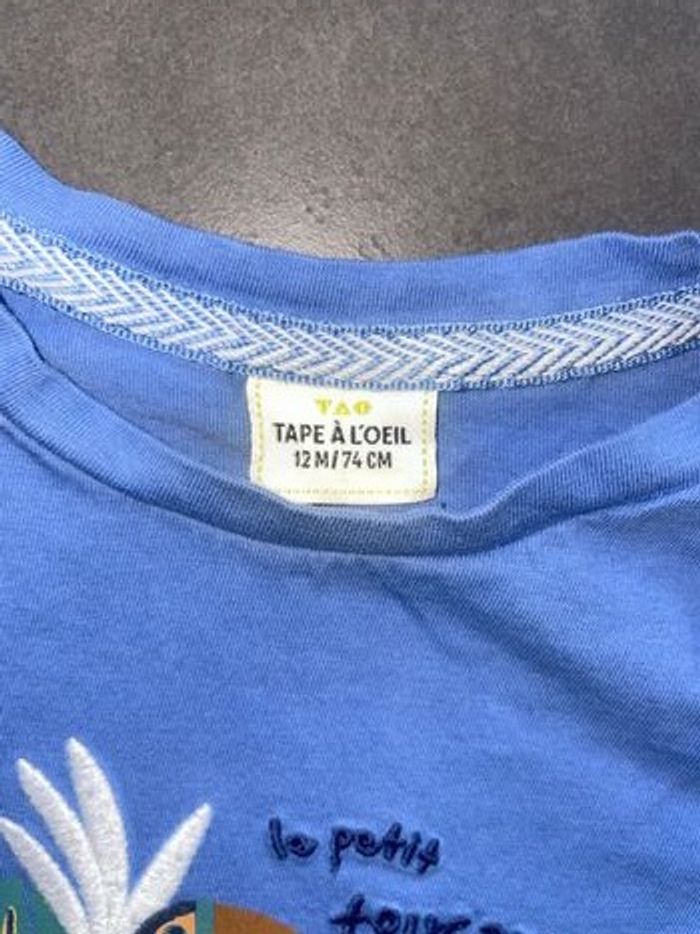 TAO
TAPE À L'OEIL
12 M/74 CM
le petit